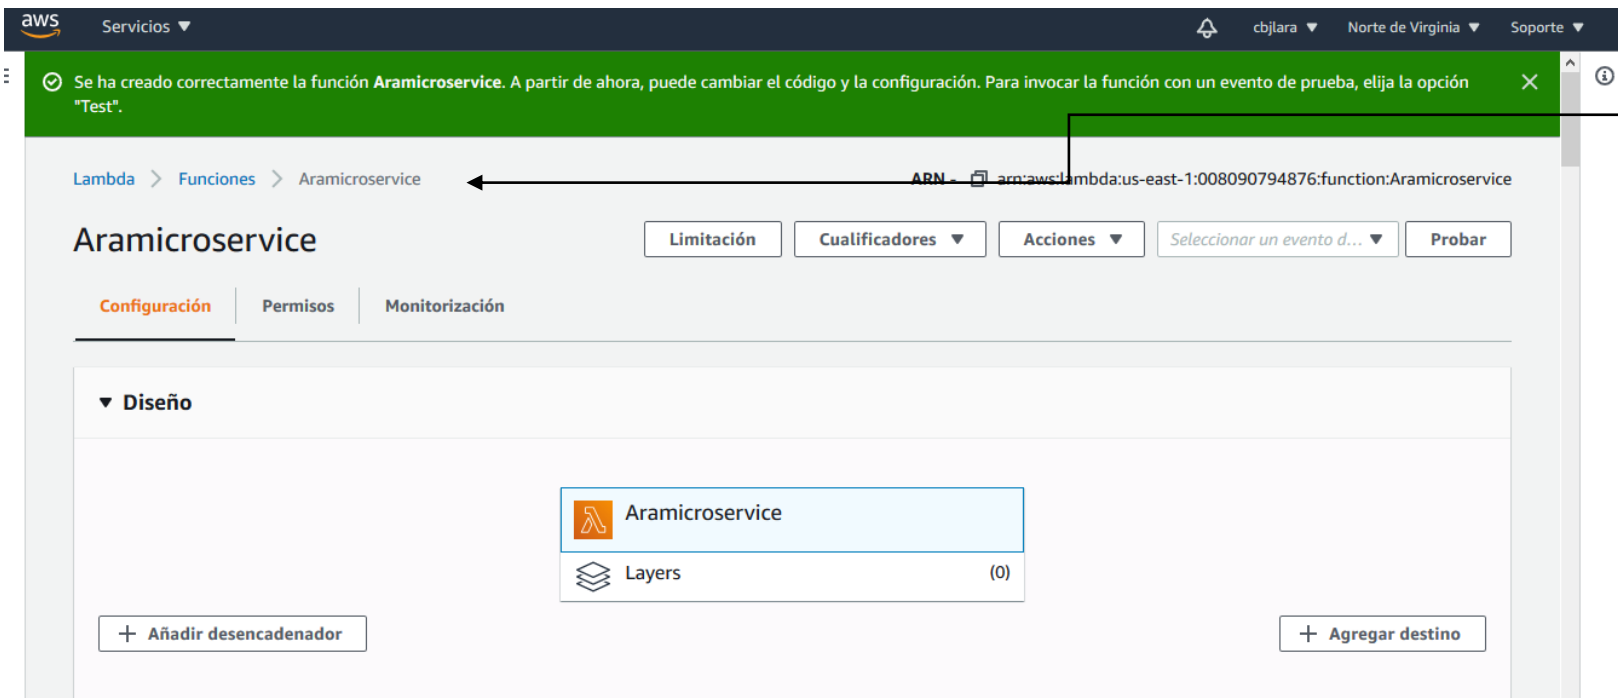 aws Servicios cbjlara Norte de Virginia Soporte
Se ha creado correctamente la función Aramicroservice. A partir de ahora, puede cambiar el código y la configuración. Para invocar la función con un evento de prueba, elija la opción
"Test".
Lambda > Funciones > Aramicroservice ARN - arn:aws:lambda:us-east-1:008090794876:function:Aramicroservice
Aramicroservice Limitación Cualificadores Acciones Seleccionar un evento d... Probar
Configuración Permisos Monitorización
Diseño
Aramicroservice
Layers (0)
+ Añadir desencadenador + Agregar destino